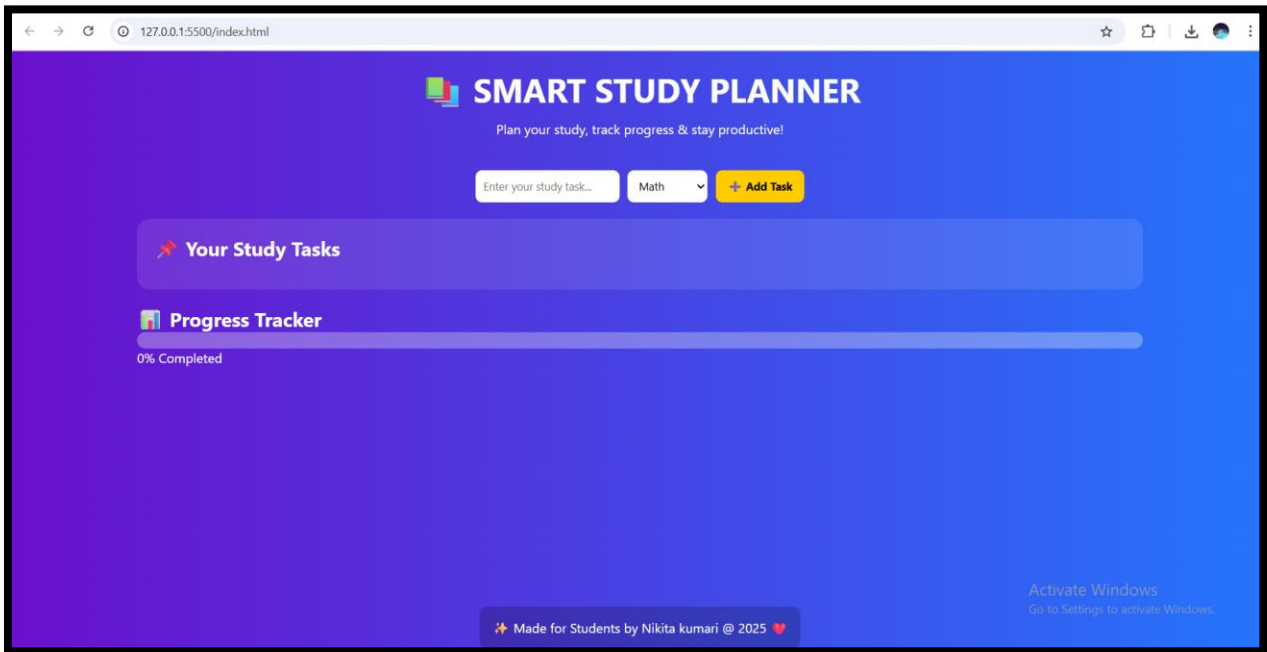 127.0.0.1:5500/index.html
📚 SMART STUDY PLANNER
Plan your study, track progress & stay productive!
Enter your study task...
Math
➕ Add Task
📌 Your Study Tasks
📊 Progress Tracker
0% Completed
Activate Windows
Go to Settings to activate Windows.
✨ Made for Students by Nikita kumari @ 2025 ❤️